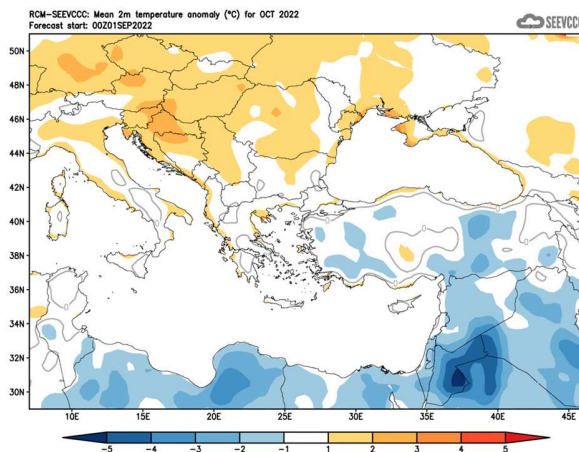 RCM-SEEVCCC: Mean 2m temperature anomaly (°C) for OCT 2022
Forecast start: 00Z01SEP2022
SEEVCCC
50N
48N
46N
44N
42N
40N
38N
36N
34N
32N
30N
10E 15E 20E 25E 30E 35E 40E 45E
-5 -4 -3 -2 -1 1 2 3 4 5